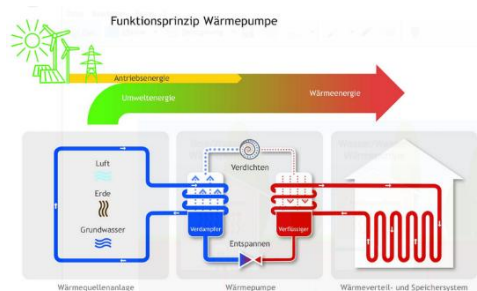 Funktionsprinzip Wärmepumpe
Antriebsenergie
Umweltenergie
Wärmeenergie
Luft
Erde
Grundwasser
Verdichten
Verdampfer
Verflüssiger
Entspannen
Wärmequellenanlage
Wärmepumpe
Wärmeverteil- und Speichersystem